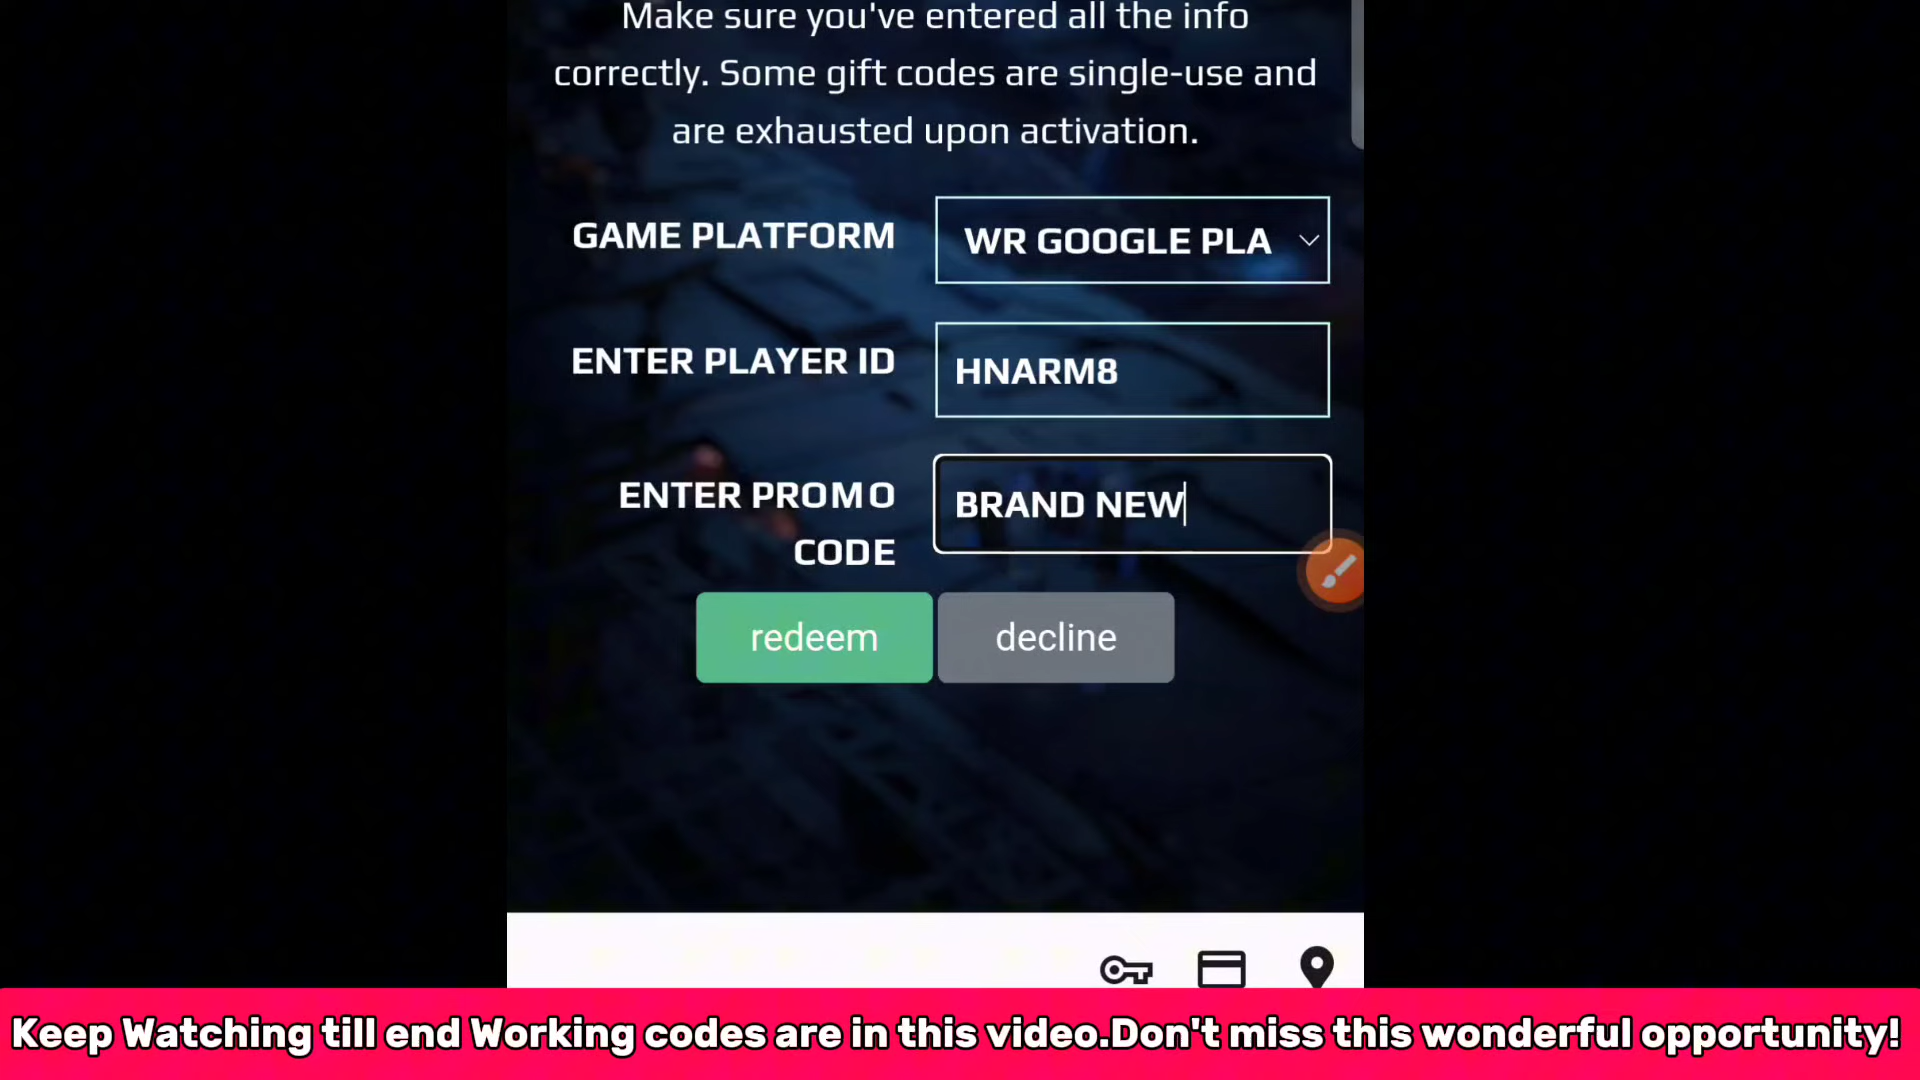 Make sure you've entered all the info
correctly. Some gift codes are single-use and
are exhausted upon activation.
GAME PLATFORM
WR GOOGLE PLA
ENTER PLAYER ID
HNARM8
ENTER PROMO
CODE
BRAND NEW
redeem
decline
Keep Watching till end Working codes are in this video.Don't miss this wonderful opportunity!